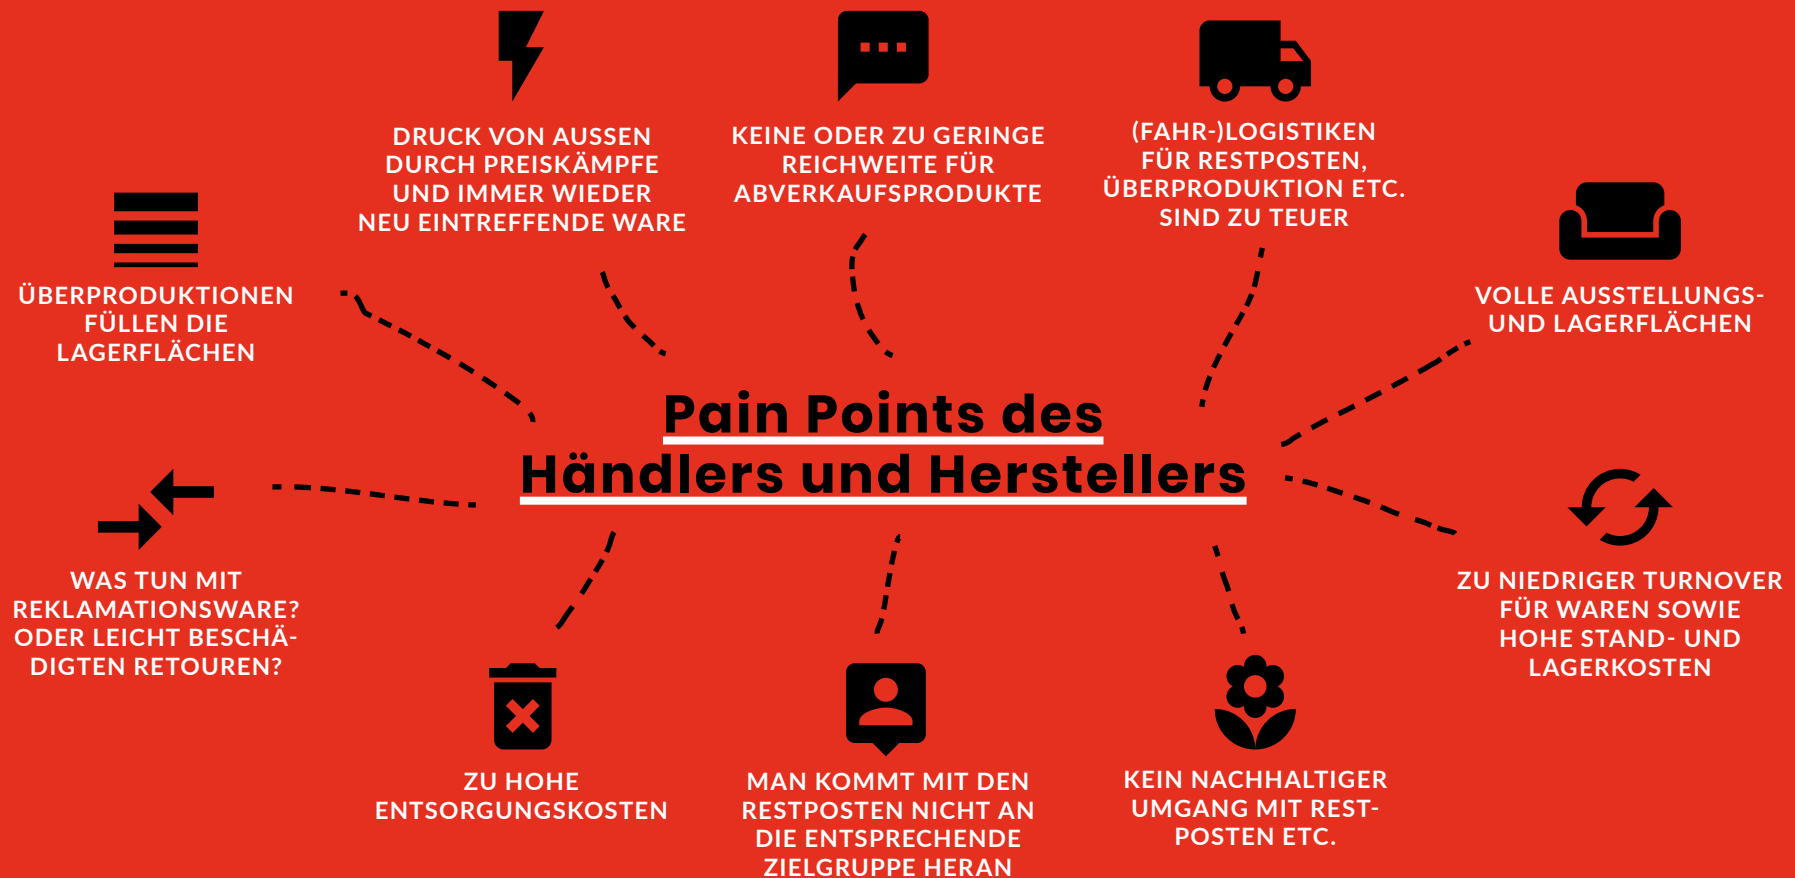 DRUCK VON AUSSEN
DURCH PREISKÄMPFE
UND IMMER WIEDER
NEU EINTREFFENDE WARE
KEINE ODER ZU GERINGE
REICHWEITE FÜR
ABVERKAUFSPRODUKTE
(FAHR-)LOGISTIKEN
FÜR RESTPOSTEN,
ÜBERPRODUKTION ETC.
SIND ZU TEUER
ÜBERPRODUKTIONEN
FÜLLEN DIE
LAGERFLÄCHEN
VOLLE AUSSTELLUNGS-
UND LAGERFLÄCHEN
Pain Points des
Händlers und Herstellers
WAS TUN MIT
REKLAMATIONSWARE?
ODER LEICHT BESCHÄ-
DIGTEN RETOUREN?
ZU NIEDRIGER TURNOVER
FÜR WAREN SOWIE
HOHE STAND- UND
LAGERKOSTEN
ZU HOHE
ENTSORGUNGSKOSTEN
MAN KOMMT MIT DEN
RESTPOSTEN NICHT AN
DIE ENTSPRECHENDE
ZIELGRUPPE HERAN
KEIN NACHHALTIGER
UMGANG MIT REST-
POSTEN ETC.